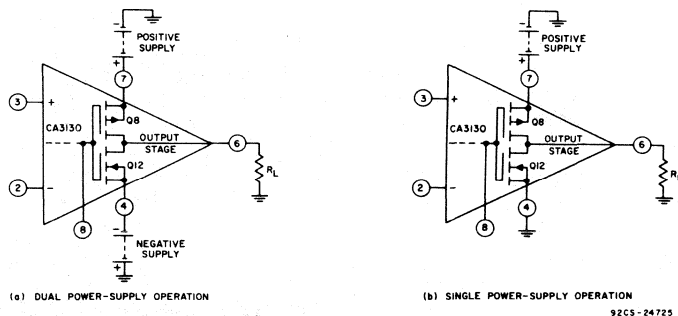 -
POSITIVE
SUPPLY
+
7
3
+
Q8
CA3130
OUTPUT
STAGE
6
Q12
RL
2
-
8
4
-
NEGATIVE
SUPPLY
+
(a) DUAL POWER-SUPPLY OPERATION
-
POSITIVE
SUPPLY
+
7
3
+
Q8
CA3130
OUTPUT
STAGE
6
Q12
R
2
-
8
4
(b) SINGLE POWER-SUPPLY OPERATION
92CS-24725